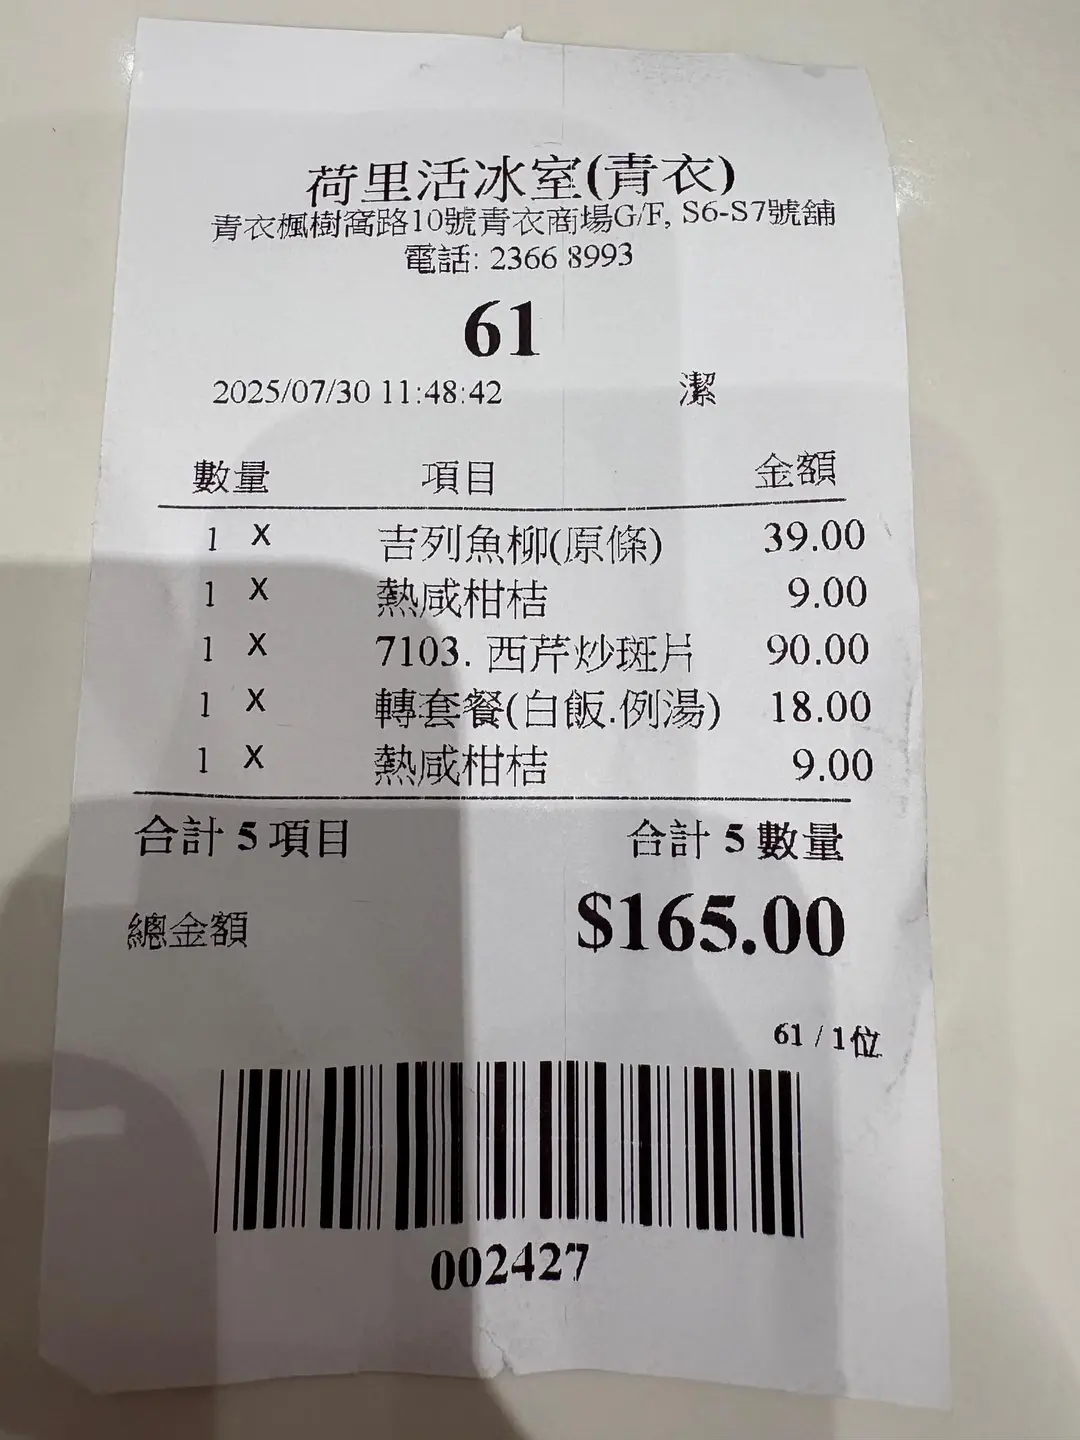 荷里活冰室(青衣)
青衣楓樹窩路10號青衣商場G/F, S6-S7號舖
電話: 2366 8993
61
2025/07/30 11:48:42 潔
數量 項目 金額
1 X 吉列魚柳(原條) 39.00
1 X 熱咸柑桔 9.00
1 X 7103. 西芹炒斑片 90.00
1 X 轉套餐(白飯.例湯) 18.00
1 X 熱咸柑桔 9.00
合計 5 項目 合計 5 數量
總金額 $165.00
61 / 1位
002427